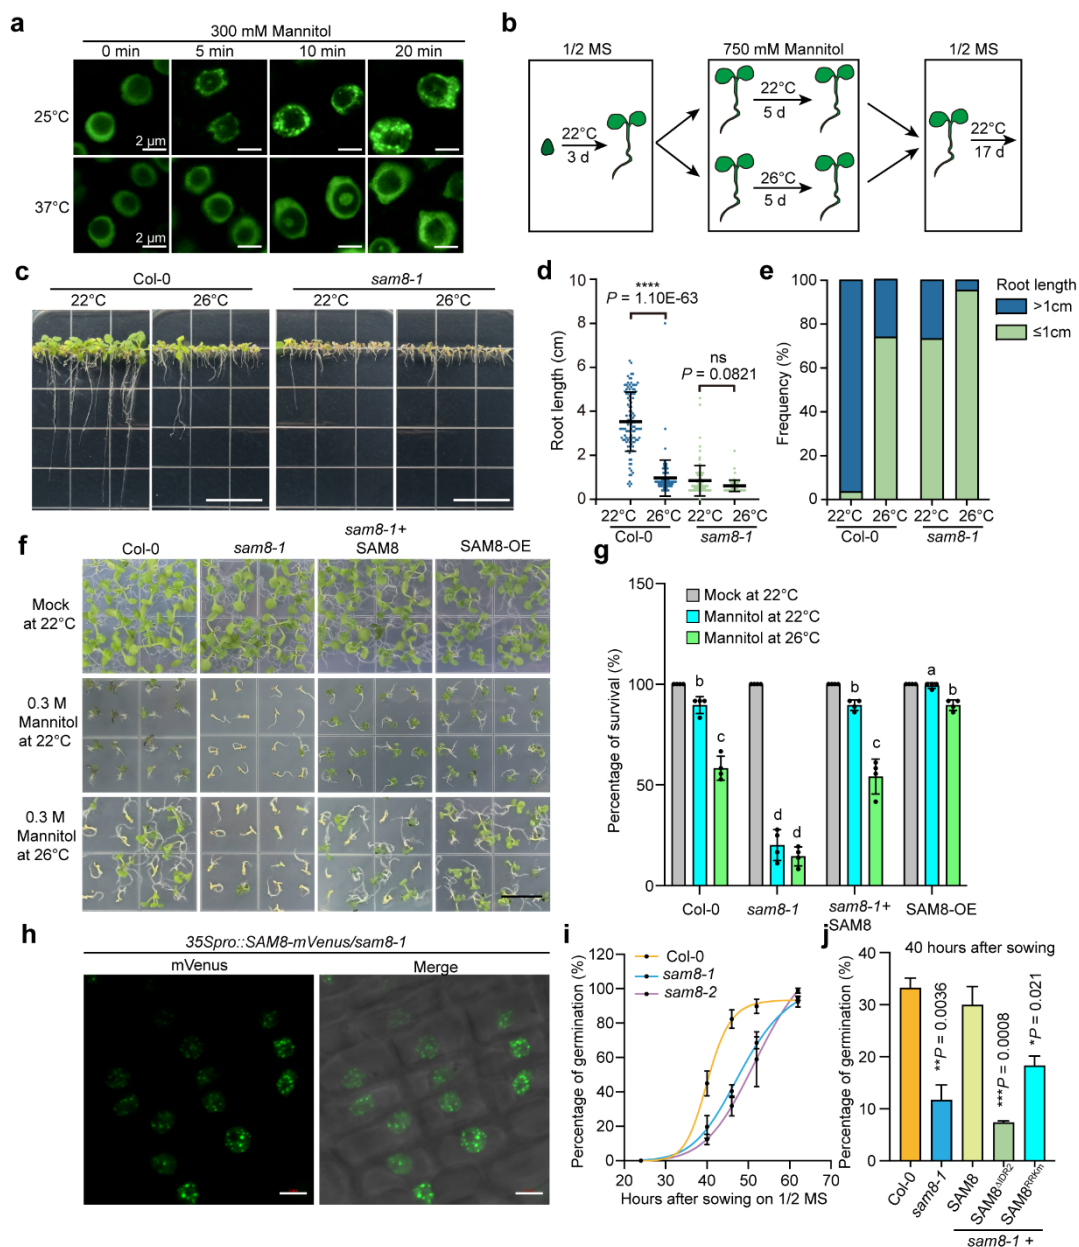 a
300 mM Mannitol
0 min 5 min 10 min 20 min
25°C
2 µm
37°C
2 µm
b
1/2 MS 750 mM Mannitol 1/2 MS
22°C
3 d
22°C
5 d
26°C
5 d
22°C
17 d
c
Col-0 sam8-1
22°C 26°C 22°C 26°C
d
Root length (cm)
10
8
6
4
2
0
****
P = 1.10E-63
ns
P = 0.0821
22°C 26°C 22°C 26°C
Col-0 sam8-1
e
Frequency (%)
100
80
60
40
20
0
Root length
>1cm
≤1cm
22°C 26°C 22°C 26°C
Col-0 sam8-1
f
Col-0 sam8-1 sam8-1+ SAM8 SAM8-OE
Mock
at 22°C
0.3 M
Mannitol
at 22°C
0.3 M
Mannitol
at 26°C
g
Percentage of survival (%)
150
100
50
0
Mock at 22°C
Mannitol at 22°C
Mannitol at 26°C
b c d d b c a b
Col-0 sam8-1 sam8-1+ SAM8 SAM8-OE
h
35Spro::SAM8-mVenus/sam8-1
mVenus Merge
i
Percentage of germination (%)
120
100
80
60
40
20
0
Col-0
sam8-1
sam8-2
20 30 40 50 60 70
Hours after sowing on 1/2 MS
j
40 hours after sowing
Percentage of germination (%)
40
30
20
10
0
**P = 0.0036
***P = 0.0008
*P = 0.021
Col-0
sam8-1
SAM8
SAM8ΔIDR2
SAM8RRKm
sam8-1 +